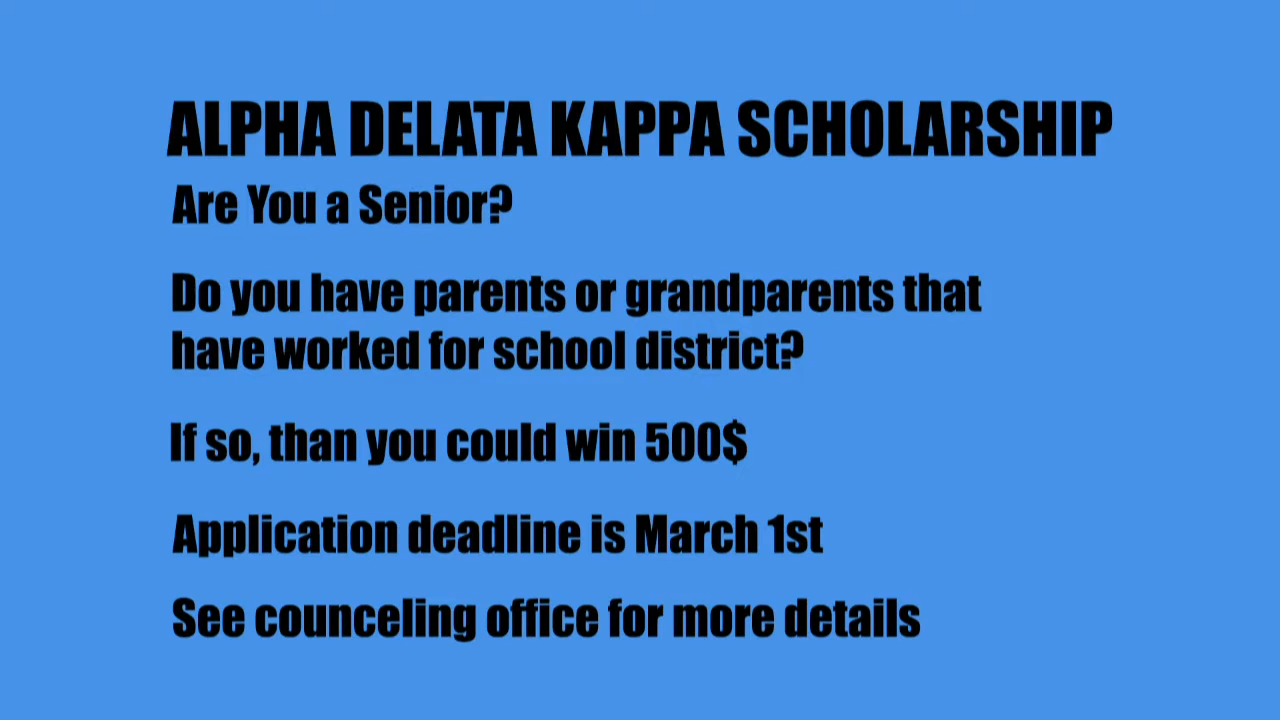 ALPHA DELATA KAPPA SCHOLARSHIP
Are You a Senior?
Do you have parents or grandparents that
have worked for school district?
If so, than you could win 500$
Application deadline is March 1st
See counceling office for more details